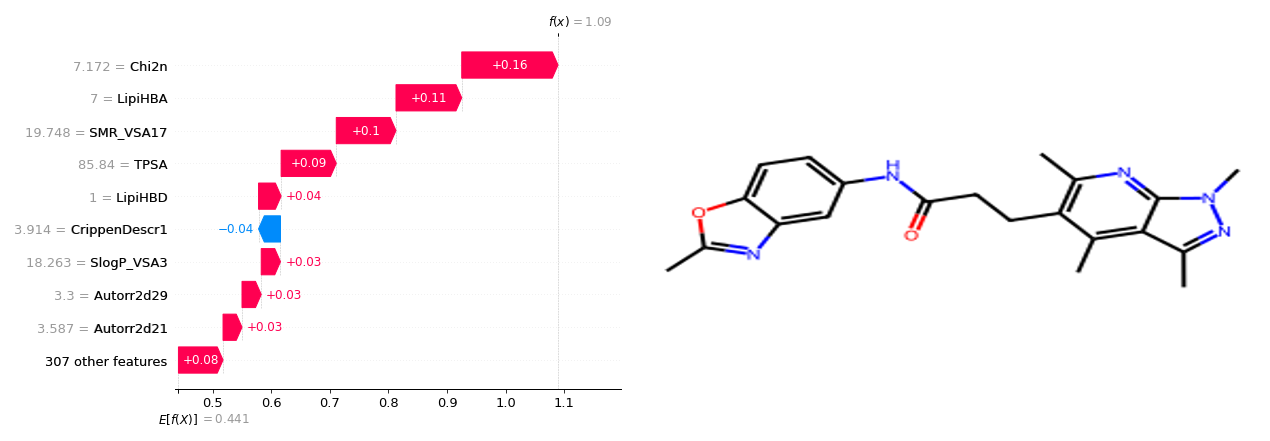 f(x) = 1.09
7.172 = Chi2n +0.16
7 = LipiHBA +0.11
19.748 = SMR_VSA17 +0.1
85.84 = TPSA +0.09
1 = LipiHBD +0.04
3.914 = CrippenDescr1 −0.04
18.263 = SlogP_VSA3 +0.03
3.3 = Autorr2d29 +0.03
3.587 = Autorr2d21 +0.03
307 other features +0.08
0.5 0.6 0.7 0.8 0.9 1.0 1.1
E[f(X)] = 0.441
H
N
O
N
O
N
N
N